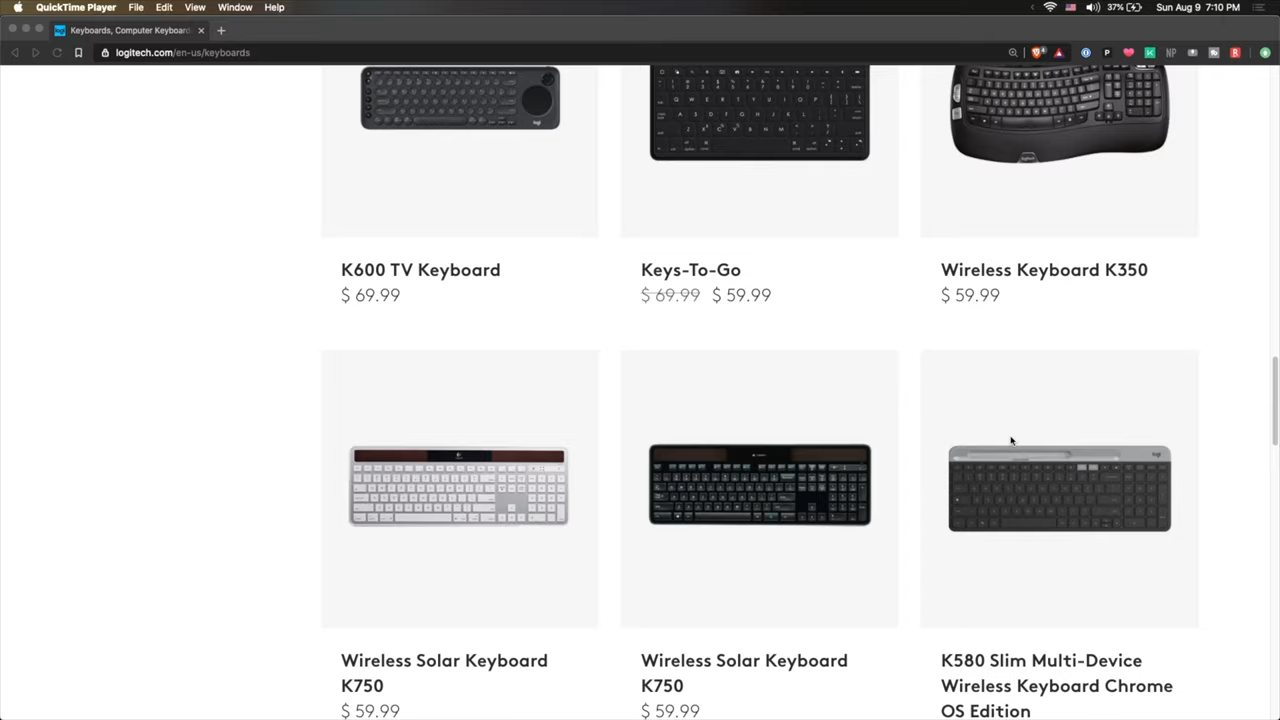 QuickTime Player File Edit View Window Help 37% Sun Aug 9 7:10 PM
Keyboards, Computer Keyboard
logitech.com/en-us/keyboards
K600 TV Keyboard
$ 69.99
Keys-To-Go
$ 69.99 $ 59.99
Wireless Keyboard K350
$ 59.99
Wireless Solar Keyboard
K750
$ 59.99
Wireless Solar Keyboard
K750
$ 59.99
K580 Slim Multi-Device
Wireless Keyboard Chrome
OS Edition